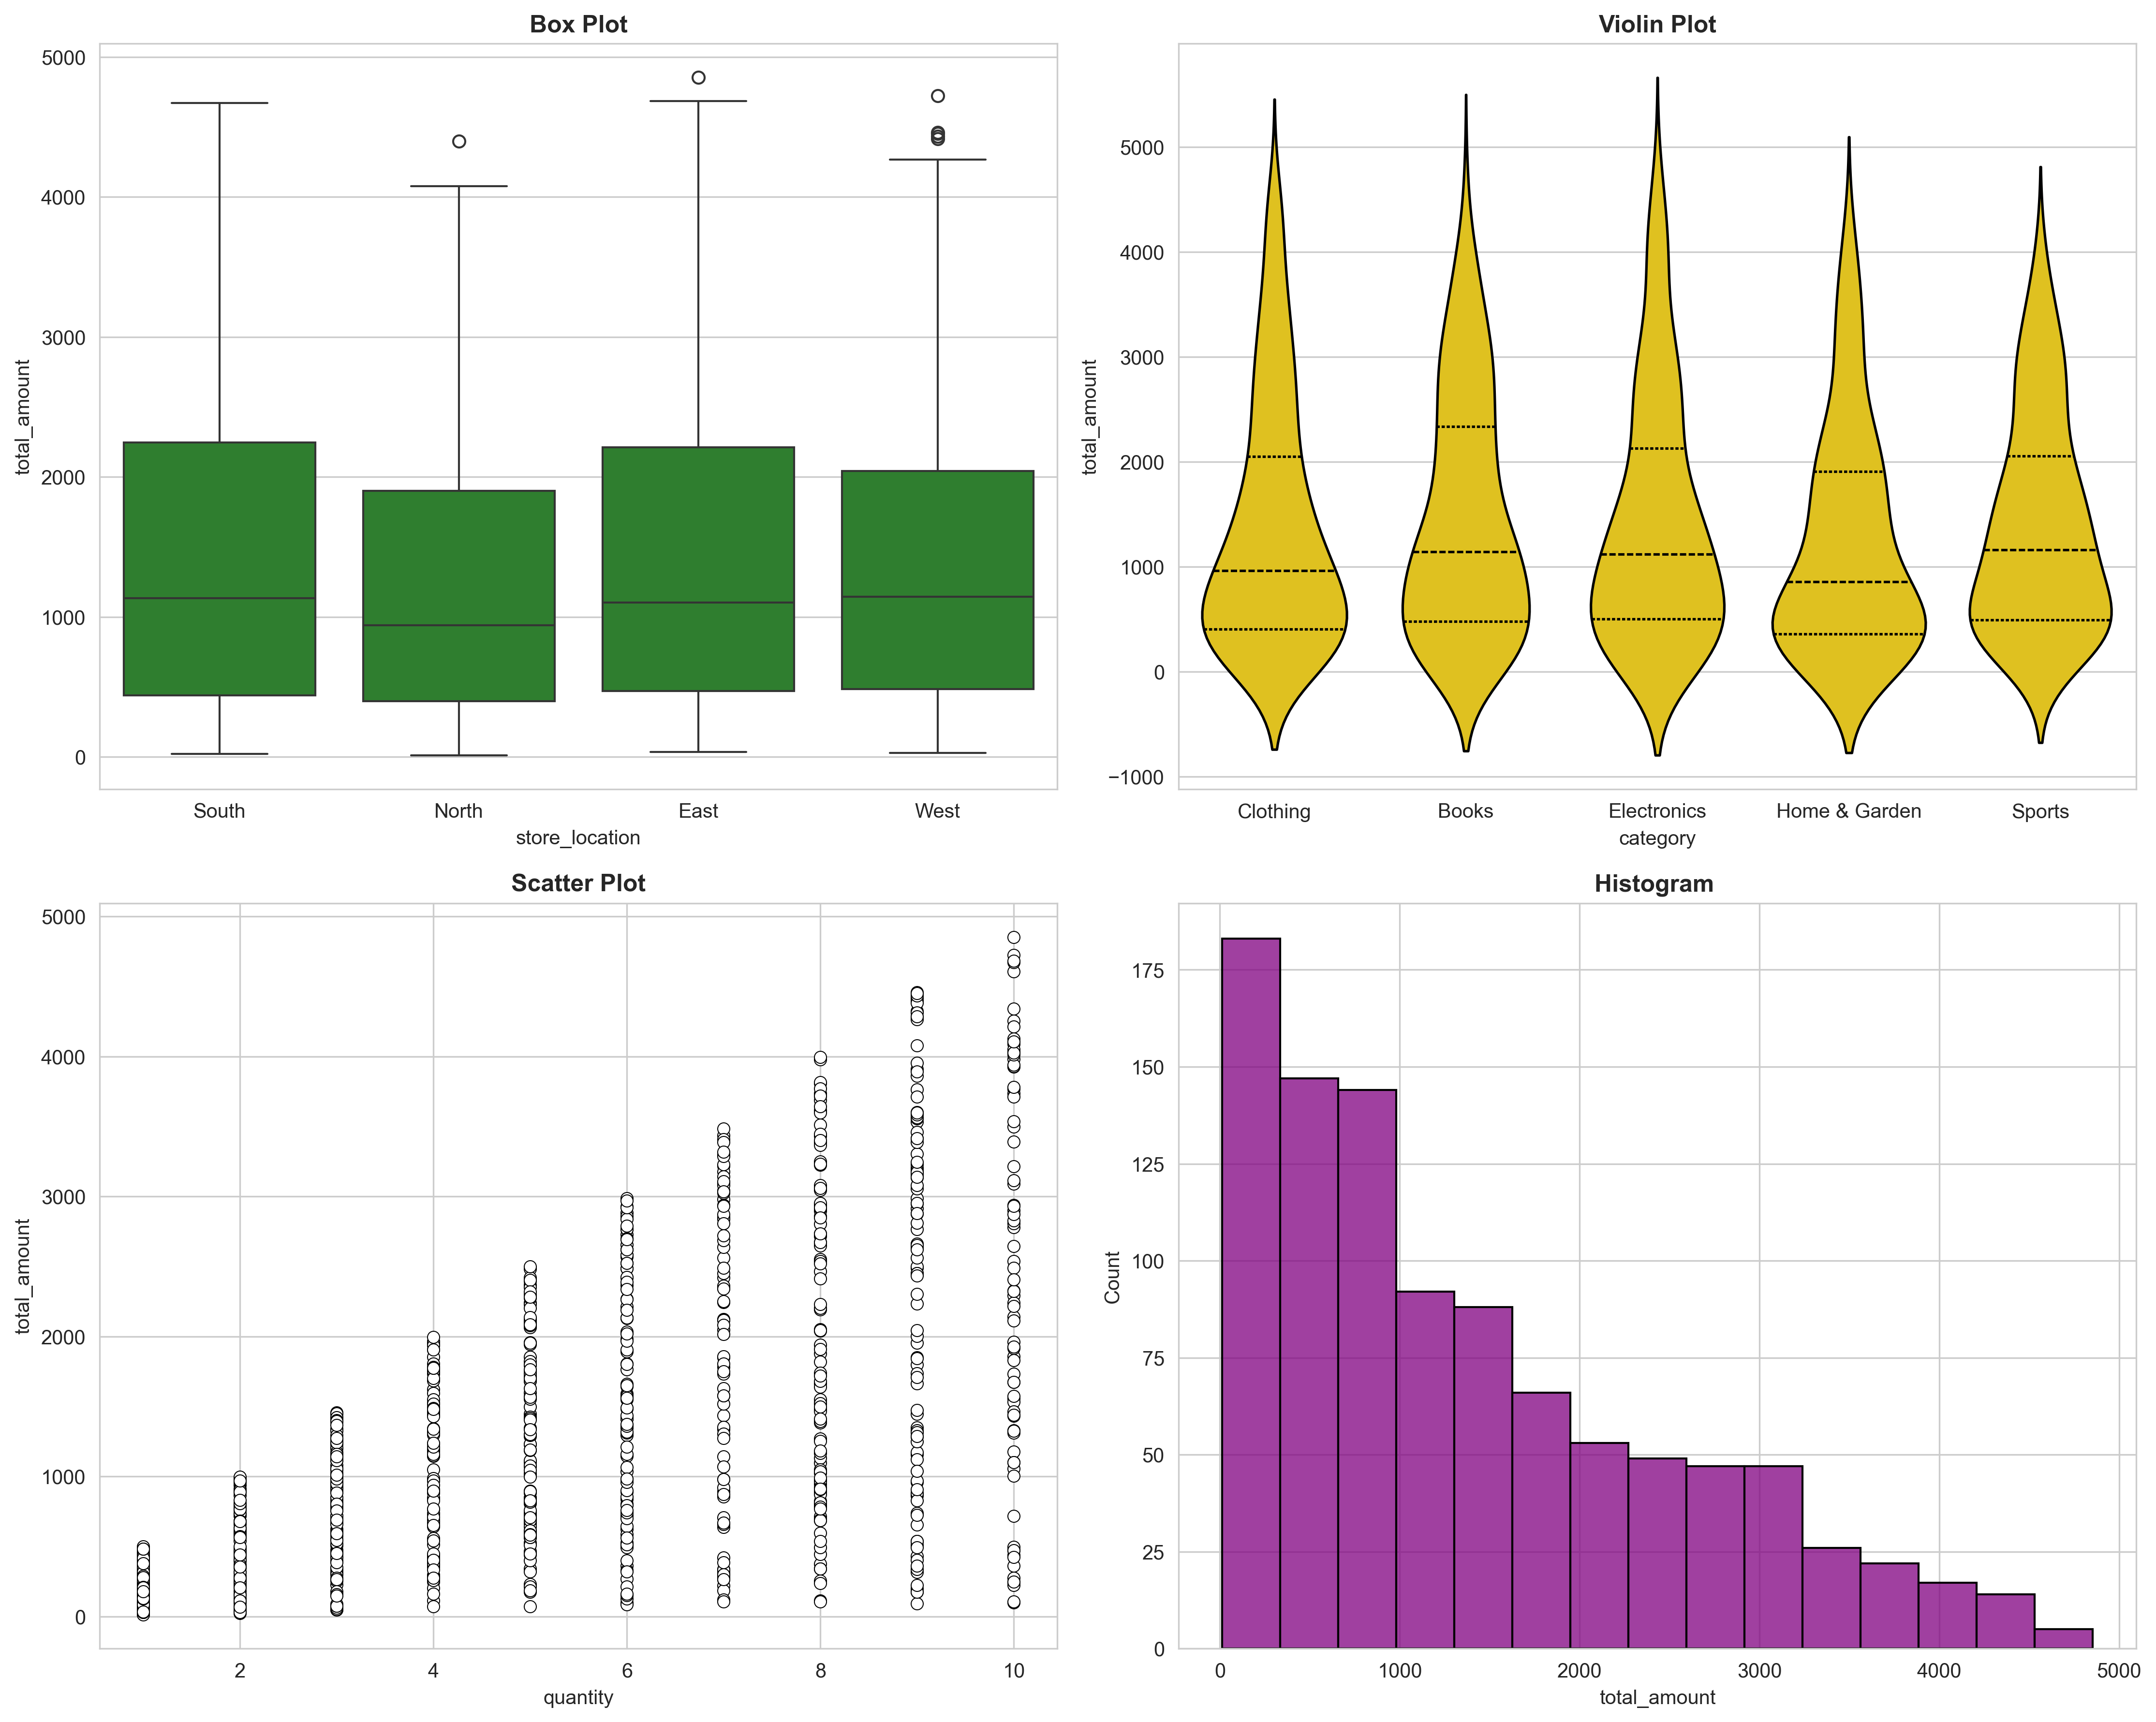 Box Plot
total_amount
5000
4000
3000
2000
1000
0
South North East West
store_location
Violin Plot
total_amount
5000
4000
3000
2000
1000
0
−1000
Clothing Books Electronics Home & Garden Sports
category
Scatter Plot
total_amount
5000
4000
3000
2000
1000
0
2 4 6 8 10
quantity
Histogram
Count
175
150
125
100
75
50
25
0
0 1000 2000 3000 4000 5000
total_amount